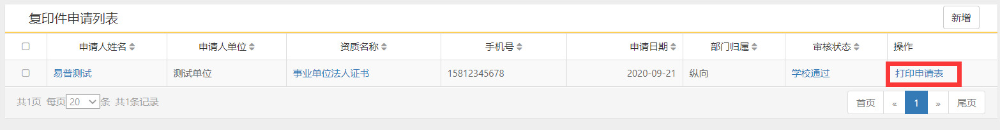 复印件申请列表 新增
申请人姓名 申请人单位 资质名称 手机号 申请日期 部门归属 审核状态 操作
易普测试 测试单位 事业单位法人证书 15812345678 2020-09-21 纵向 学校通过 打印申请表
共1页 每页20条 共1条记录 首页 « 1 » 尾页